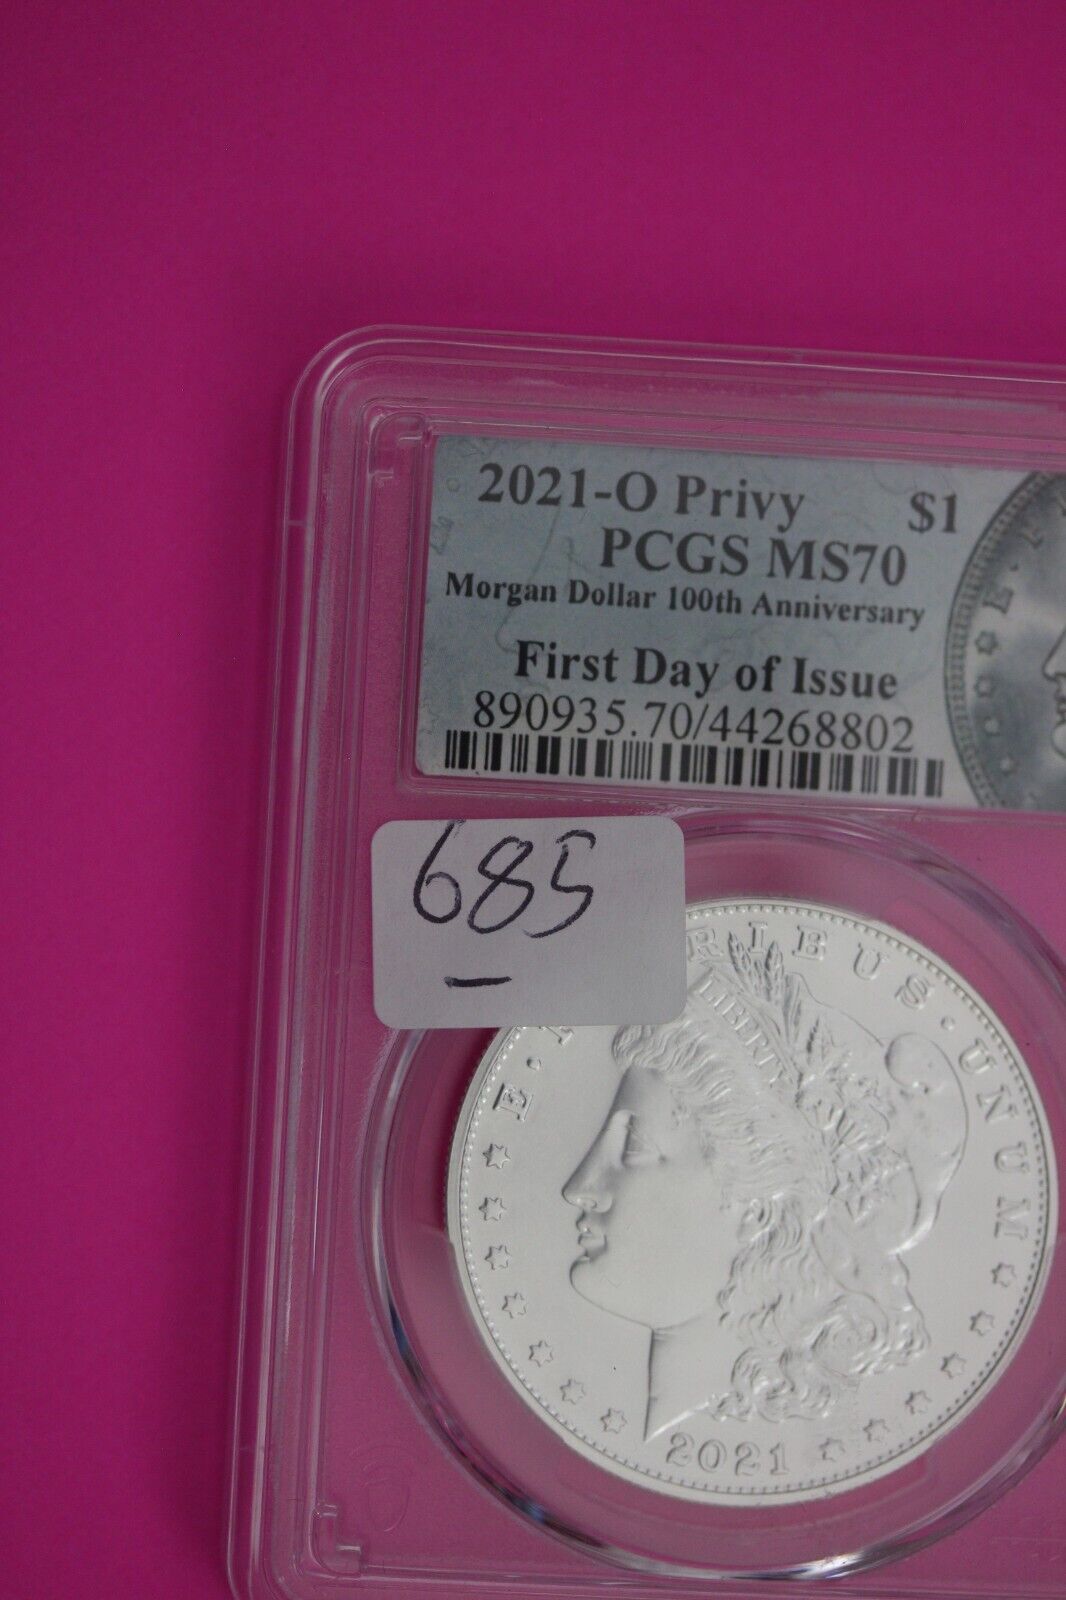 2021-O Privy $1
PCGS MS70
Morgan Dollar 100th Anniversary
First Day of Issue
890935.70/44268802
685
E. RIBUS · UNUM
LIBERTY
2021